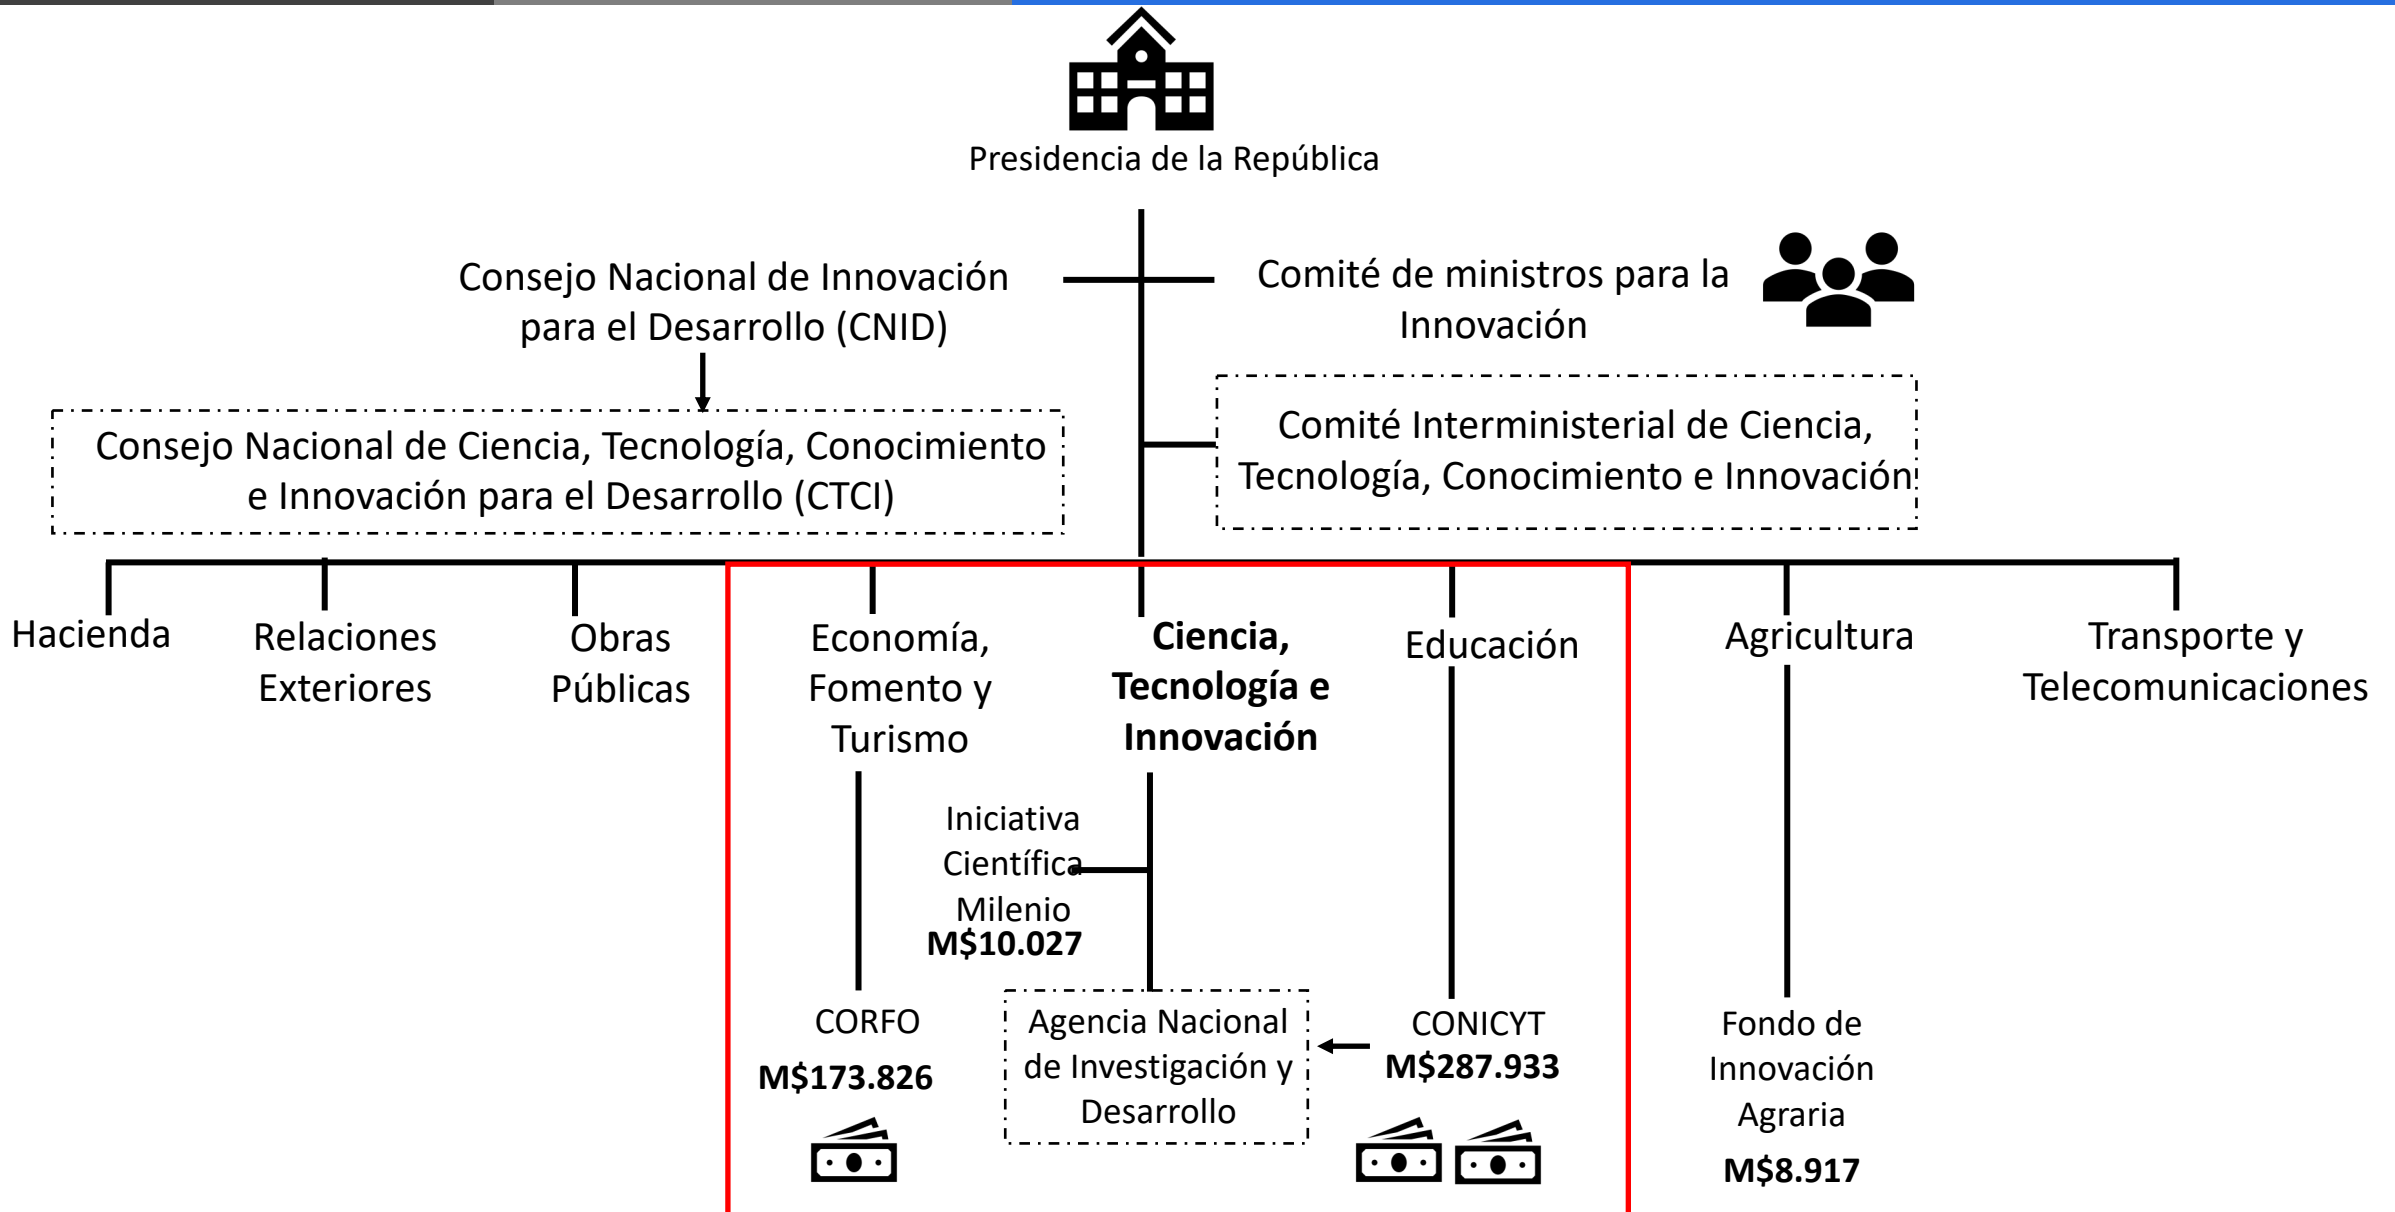 Presidencia de la República
Consejo Nacional de Innovación
para el Desarrollo (CNID)
Comité de ministros para la
Innovación
Consejo Nacional de Ciencia, Tecnología, Conocimiento
e Innovación para el Desarrollo (CTCI)
Comité Interministerial de Ciencia,
Tecnología, Conocimiento e Innovación
Hacienda
Relaciones
Exteriores
Obras
Públicas
Economía,
Fomento y
Turismo
Ciencia,
Tecnología e
Innovación
Educación
Agricultura
Transporte y
Telecomunicaciones
Iniciativa
Científica
Milenio
M$10.027
CORFO
M$173.826
Agencia Nacional
de Investigación y
Desarrollo
CONICYT
M$287.933
Fondo de
Innovación
Agraria
M$8.917